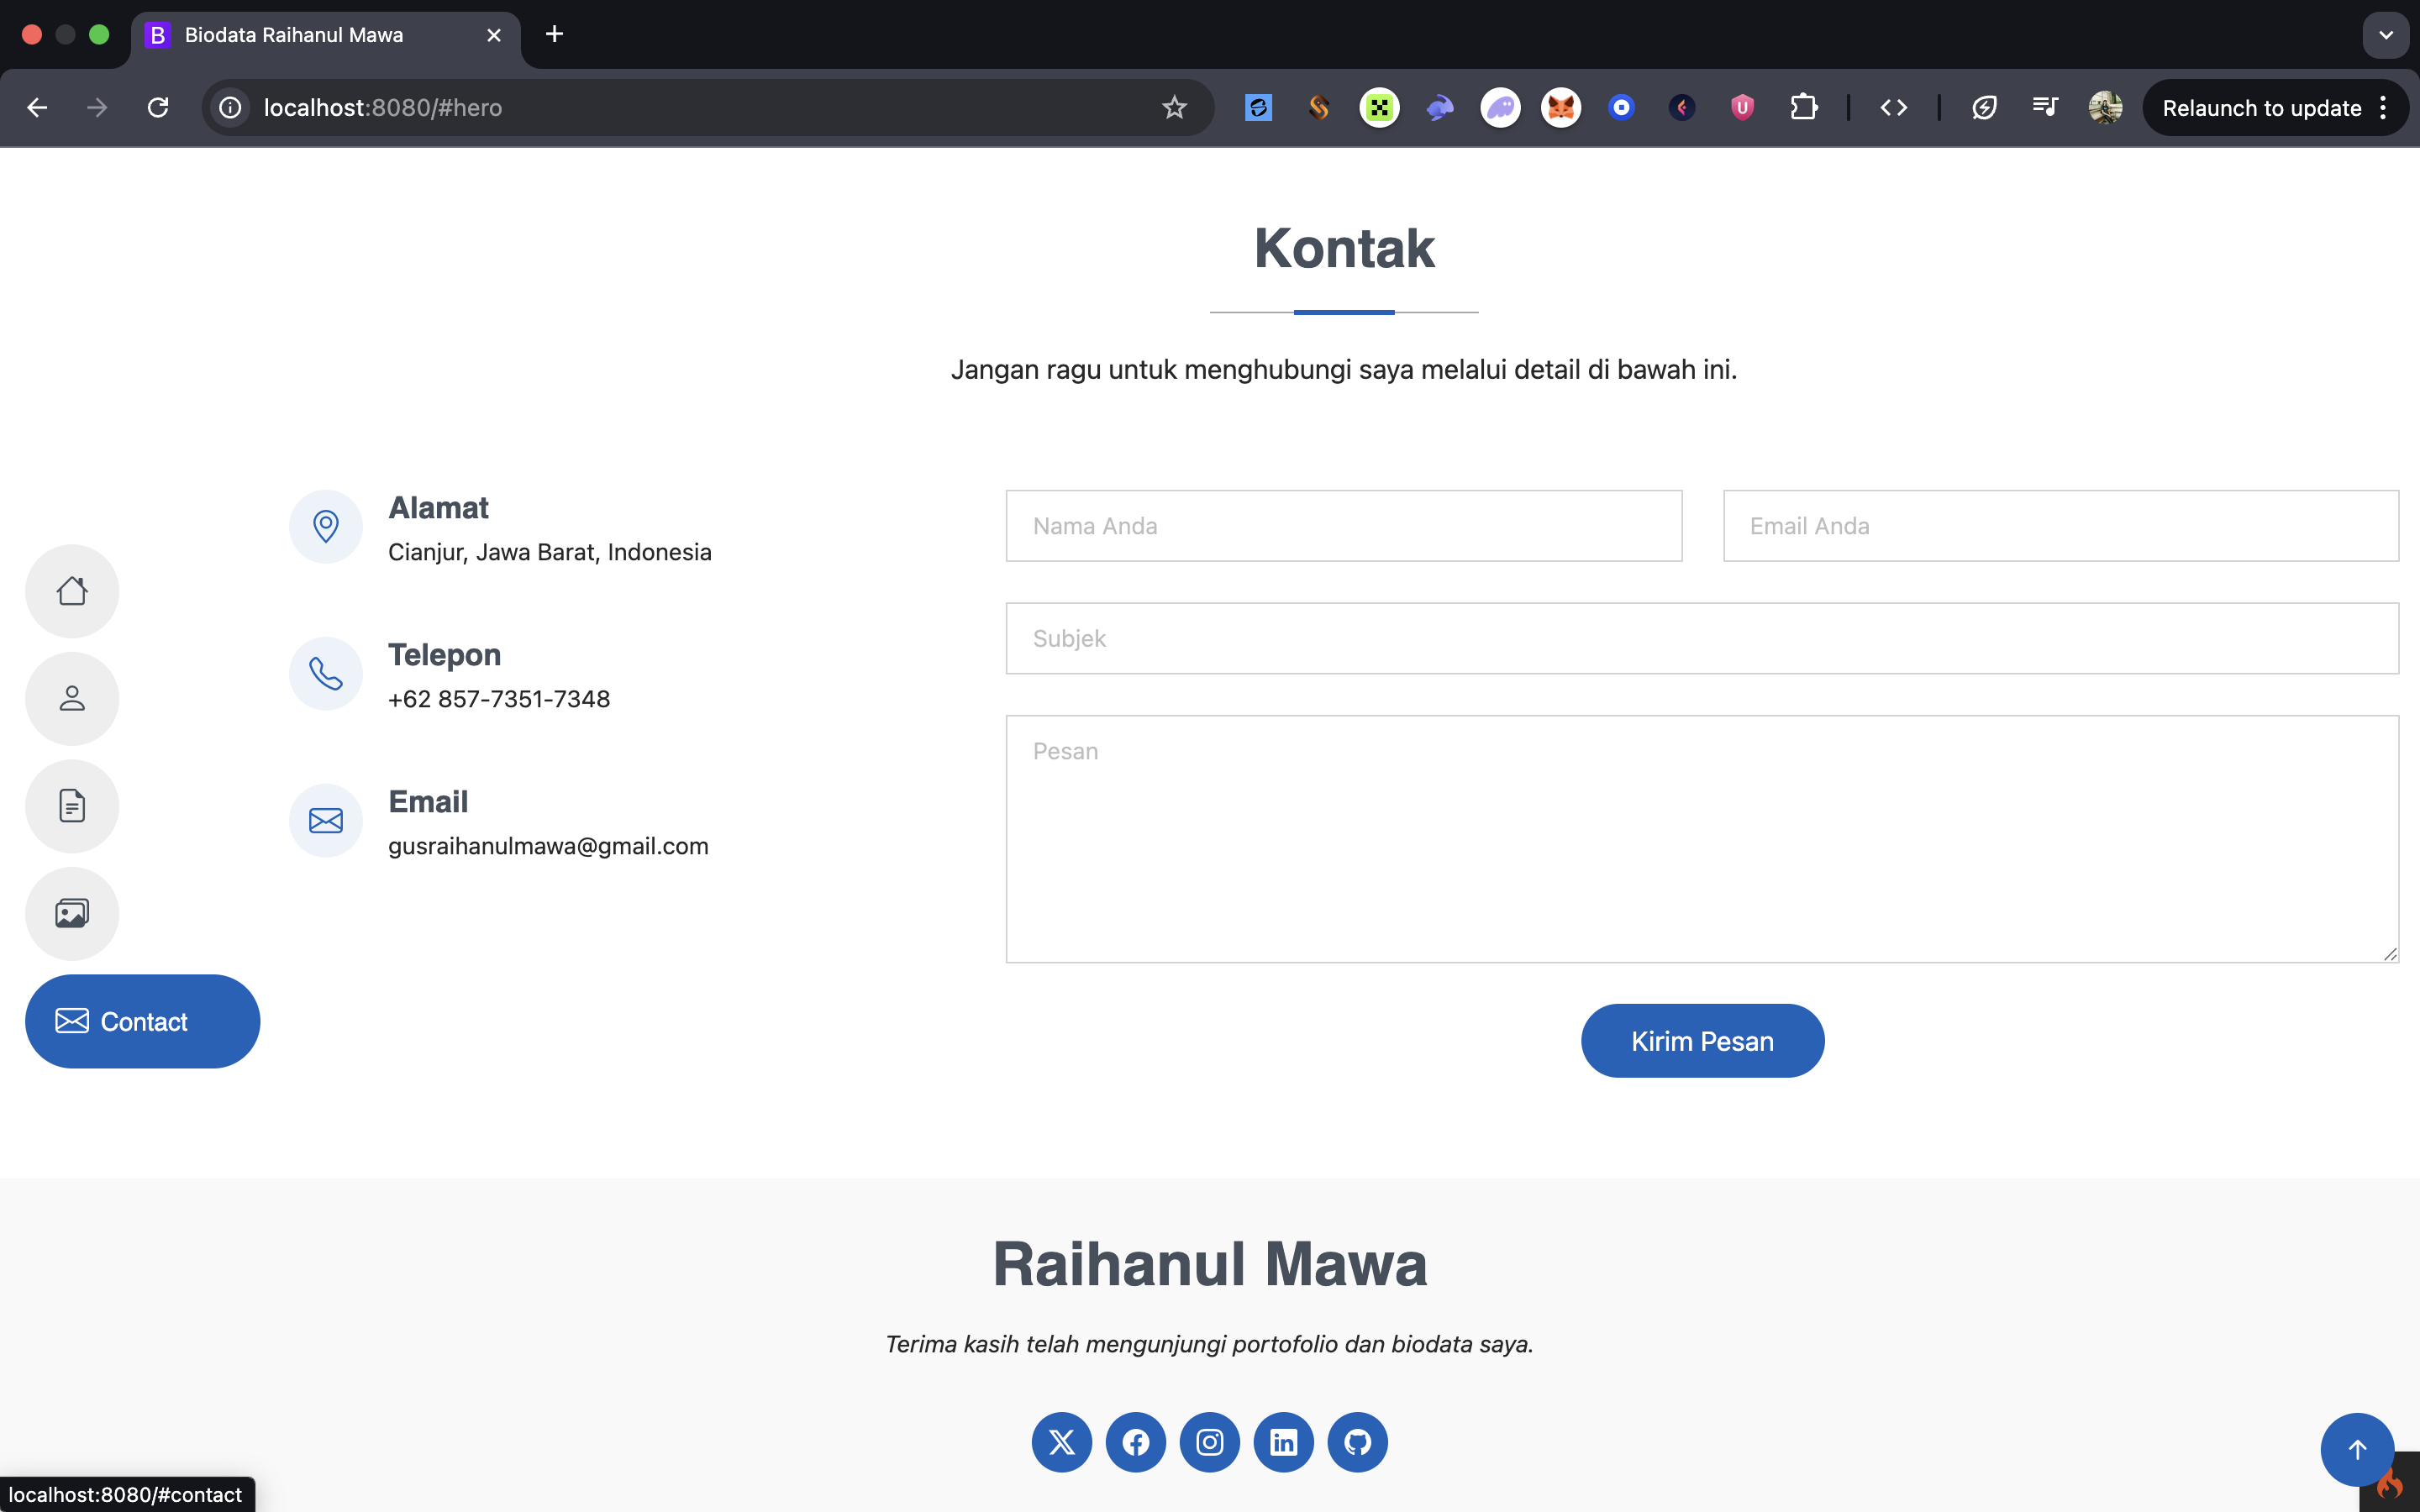 Biodata Raihanul Mawa
localhost:8080/#hero
Relaunch to update
Kontak
Jangan ragu untuk menghubungi saya melalui detail di bawah ini.
Alamat
Cianjur, Jawa Barat, Indonesia
Telepon
+62 857-7351-7348
Email
gusraihanulmawa@gmail.com
Nama Anda
Email Anda
Subjek
Pesan
Kirim Pesan
Contact
Raihanul Mawa
Terima kasih telah mengunjungi portofolio dan biodata saya.
localhost:8080/#contact